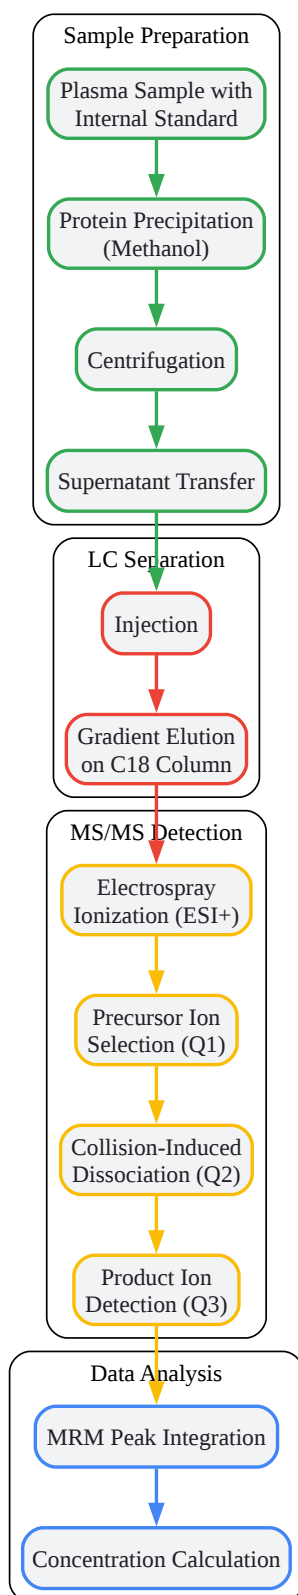 Sample Preparation
Plasma Sample with
Internal Standard
Protein Precipitation
(Methanol)
Centrifugation
Supernatant Transfer
LC Separation
Injection
Gradient Elution
on C18 Column
MS/MS Detection
Electrospray
Ionization (ESI+)
Precursor Ion
Selection (Q1)
Collision-Induced
Dissociation (Q2)
Product Ion
Detection (Q3)
Data Analysis
MRM Peak Integration
Concentration Calculation